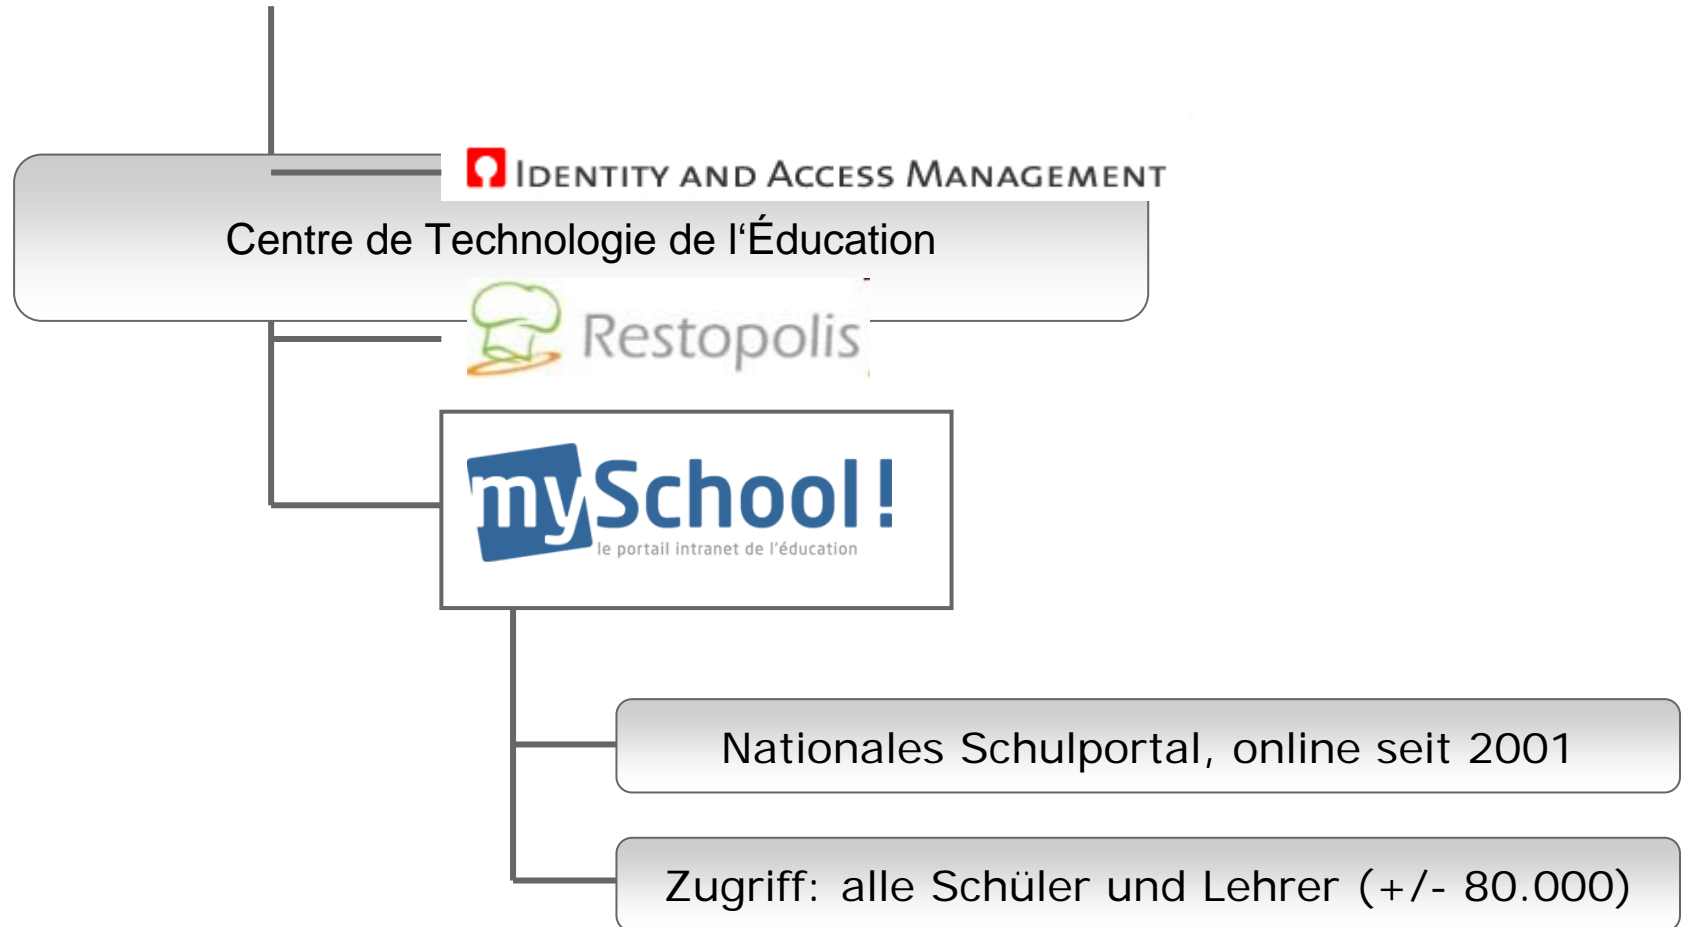 IDENTITY AND ACCESS MANAGEMENT
Centre de Technologie de l‘Éducation
Restopolis
mySchool!
le portail intranet de l'éducation
Nationales Schulportal, online seit 2001
Zugriff: alle Schüler und Lehrer (+/- 80.000)